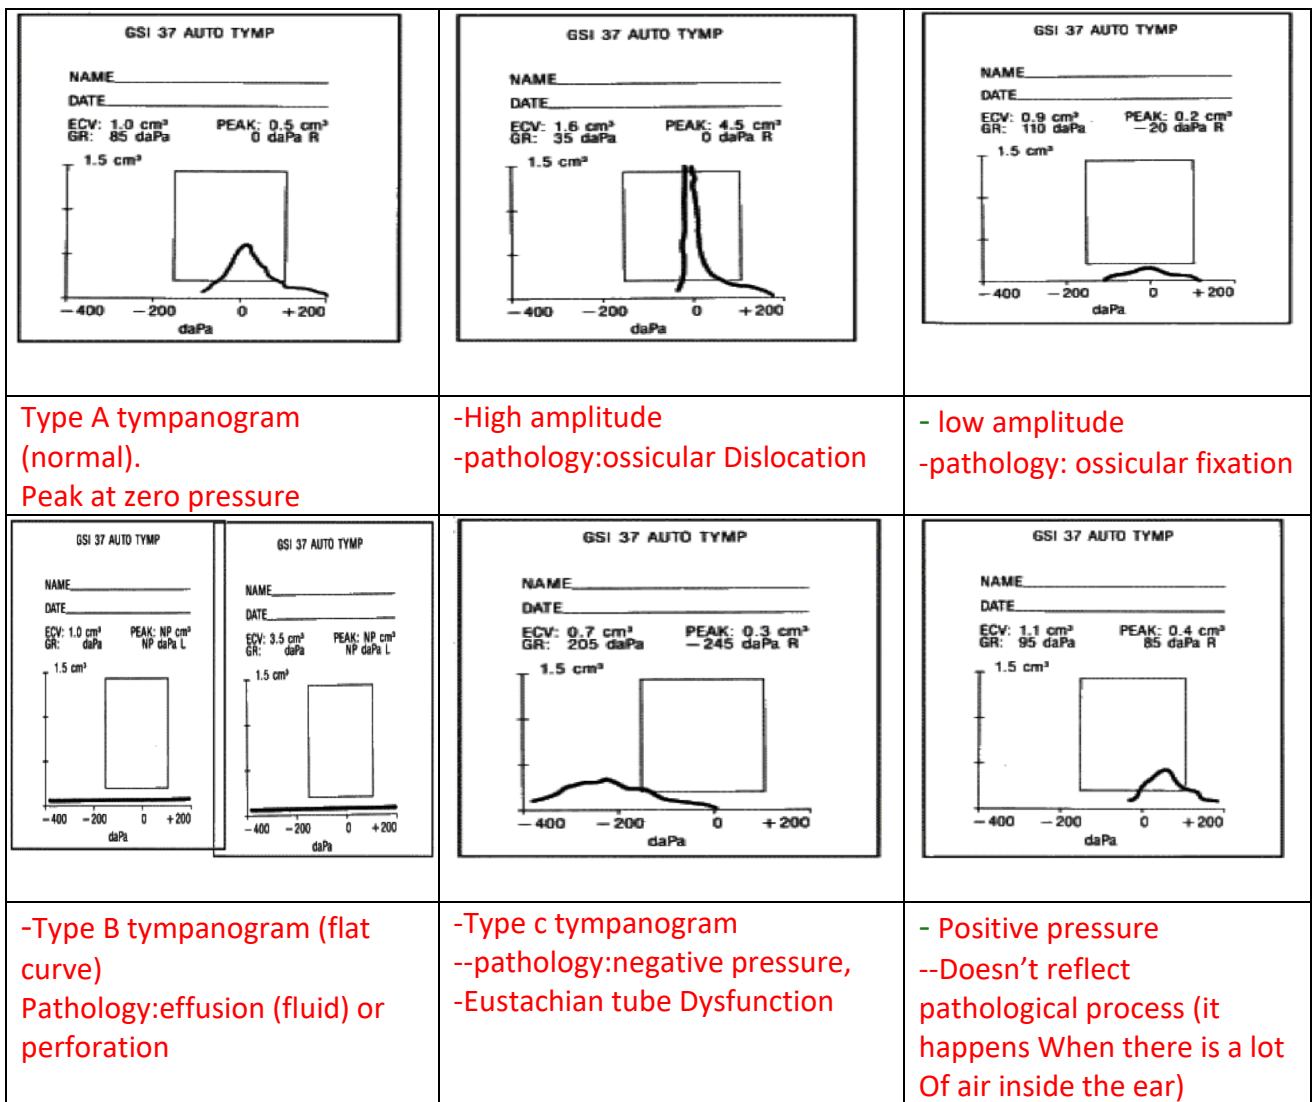 GSI 37 AUTO TYMP
NAME
DATE
ECV: 1.0 cm³ PEAK: 0.5 cm³
GR: 85 daPa 0 daPa R
1.5 cm³
-400 -200 0 +200
daPa
GSI 37 AUTO TYMP
NAME
DATE
ECV: 1.6 cm³ PEAK: 4.5 cm³
GR: 35 daPa 0 daPa R
1.5 cm³
-400 -200 0 +200
daPa
GSI 37 AUTO TYMP
NAME
DATE
ECV: 0.9 cm³ PEAK: 0.2 cm³
GR: 110 daPa -20 daPa R
1.5 cm³
-400 -200 0 +200
daPa
Type A tympanogram
(normal).
Peak at zero pressure
-High amplitude
-pathology:ossicular Dislocation
- low amplitude
-pathology: ossicular fixation
GSI 37 AUTO TYMP
NAME
DATE
ECV: 1.0 cm³ PEAK: NP cm³
GR: daPa NP daPa L
1.5 cm³
-400 -200 0 +200
daPa
GSI 37 AUTO TYMP
NAME
DATE
ECV: 3.5 cm³ PEAK: NP cm³
GR: daPa NP daPa L
1.5 cm³
-400 -200 0 +200
daPa
GSI 37 AUTO TYMP
NAME
DATE
ECV: 0.7 cm³ PEAK: 0.3 cm³
GR: 205 daPa -245 daPa R
1.5 cm³
-400 -200 0 +200
daPa
GSI 37 AUTO TYMP
NAME
DATE
ECV: 1.1 cm³ PEAK: 0.4 cm³
GR: 95 daPa 85 daPa R
1.5 cm³
-400 -200 0 +200
daPa
-Type B tympanogram (flat
curve)
Pathology:effusion (fluid) or
perforation
-Type c tympanogram
--pathology:negative pressure,
-Eustachian tube Dysfunction
- Positive pressure
--Doesn't reflect
pathological process (it
happens When there is a lot
Of air inside the ear)